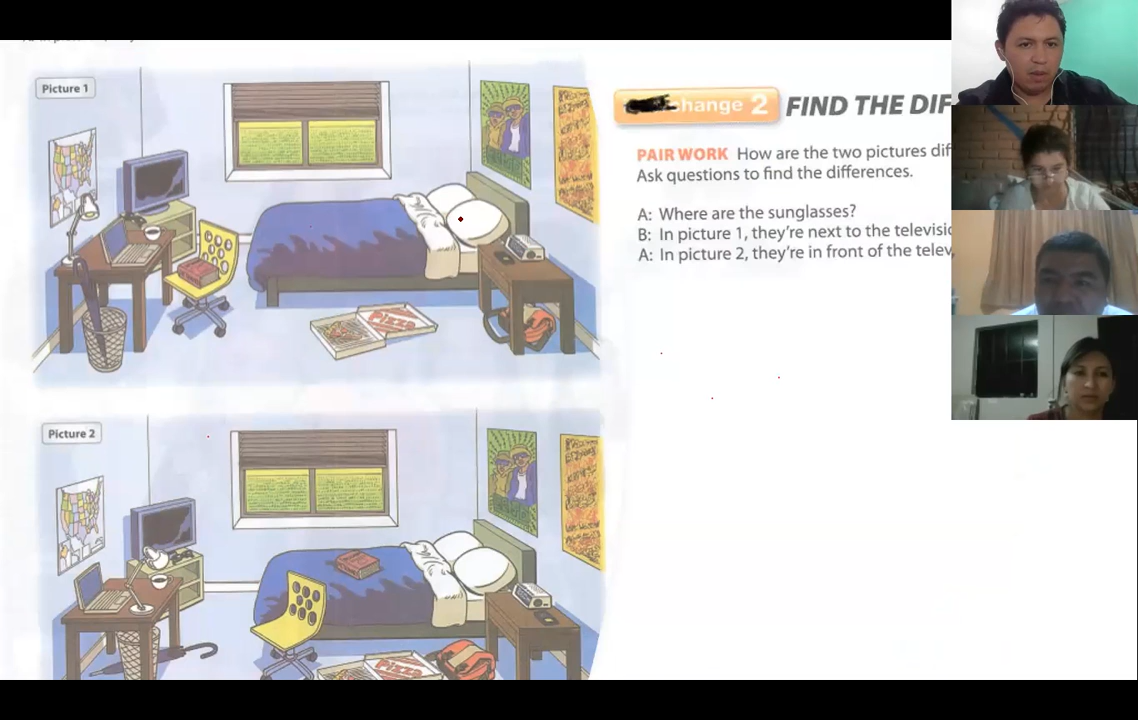 Picture 1
Pizza
Picture 2
Pizza
change 2 FIND THE DIF
PAIR WORK How are the two pictures dif
Ask questions to find the differences.
A: Where are the sunglasses?
B: In picture 1, they're next to the televisio
A: In picture 2, they're in front of the telev